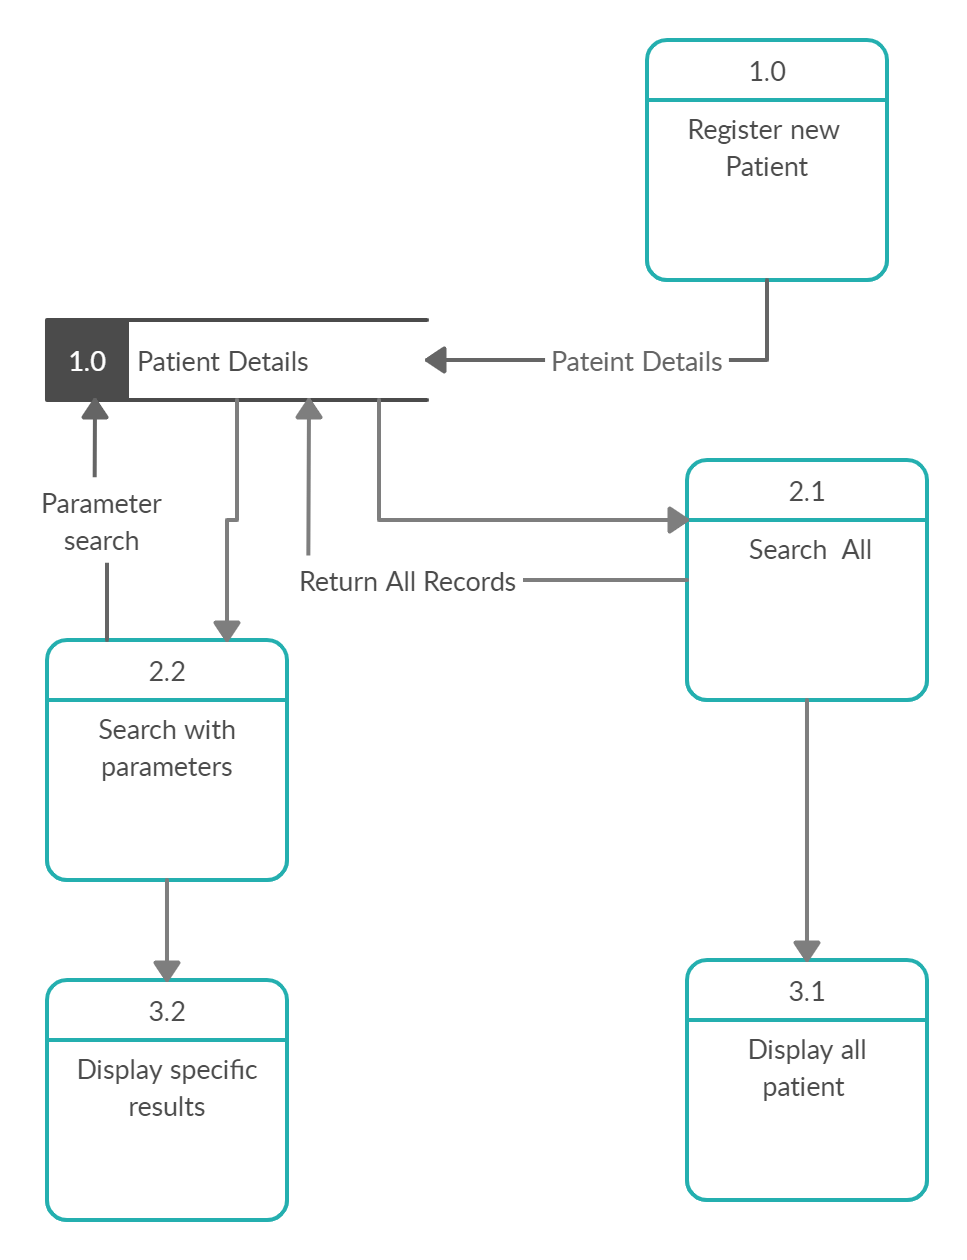 1.0
Register new
Patient
1.0 Patient Details
Pateint Details
Parameter
search
2.1
Search  All
Return All Records
2.2
Search with
parameters
3.2
Display specific
results
3.1
Display all
patient